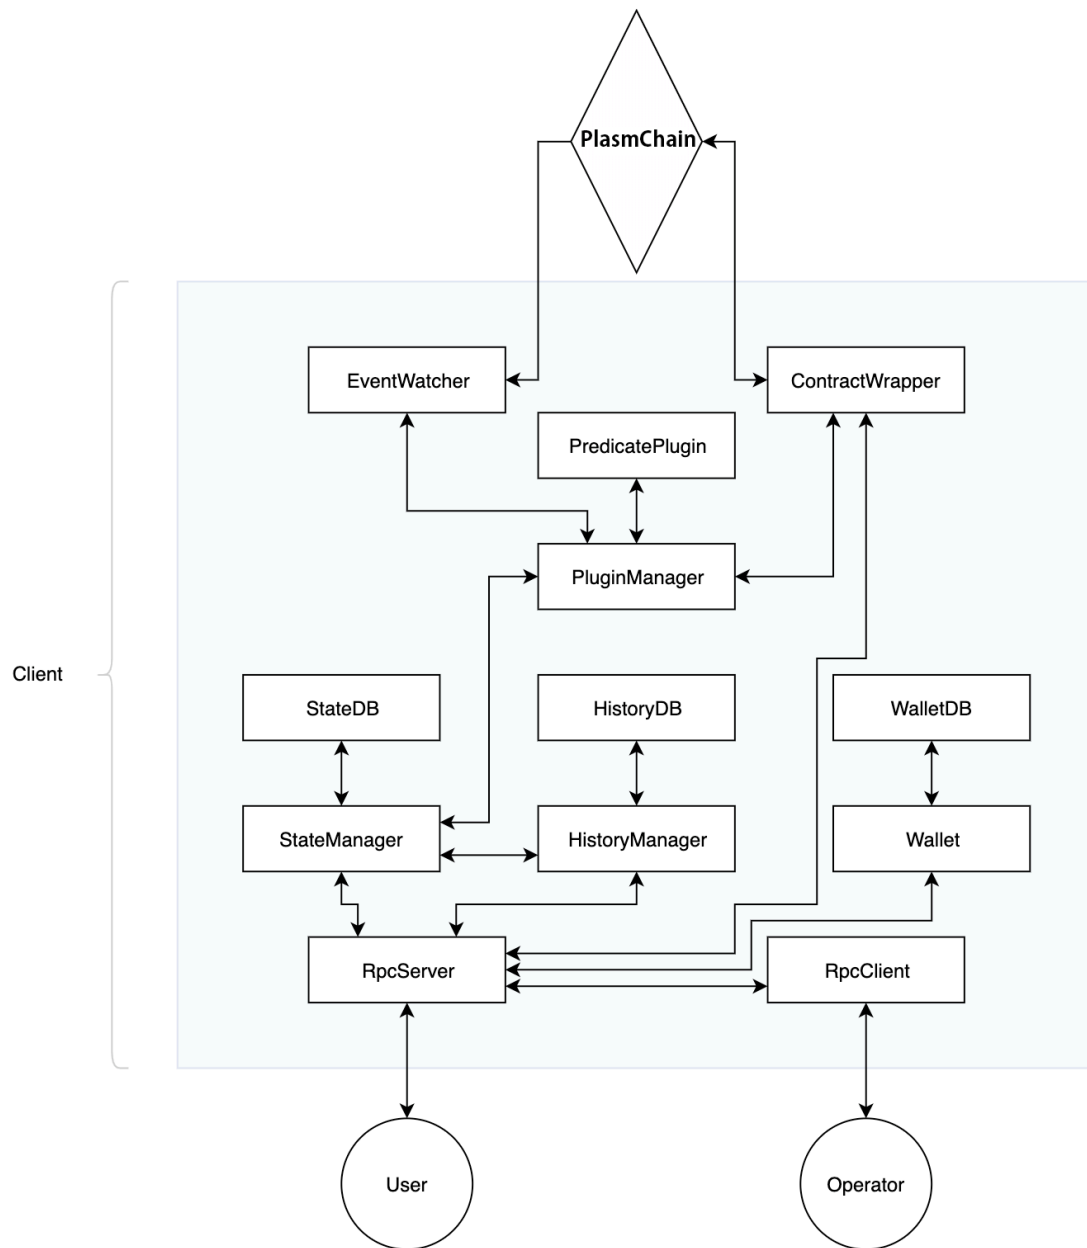 PlasmChain
EventWatcher
ContractWrapper
PredicatePlugin
PluginManager
Client
StateDB
HistoryDB
WalletDB
StateManager
HistoryManager
Wallet
RpcServer
RpcClient
User
Operator